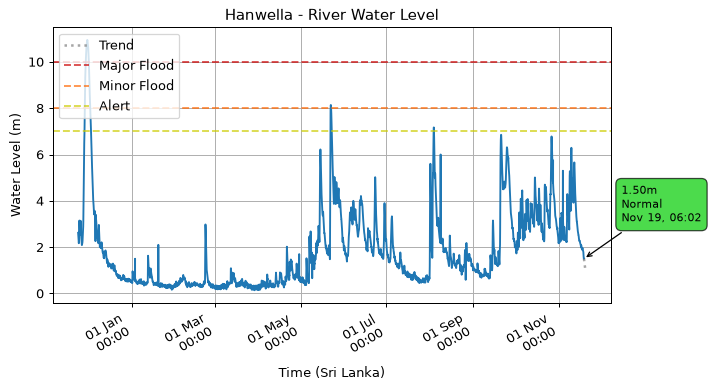 Hanwella - River Water Level
Trend
Major Flood
Minor Flood
Alert
Water Level (m)
10
8
6
4
2
0
1.50m
Normal
Nov 19, 06:02
01 Jan
00:00
01 Mar
00:00
01 May
00:00
01 Jul
00:00
01 Sep
00:00
01 Nov
00:00
Time (Sri Lanka)